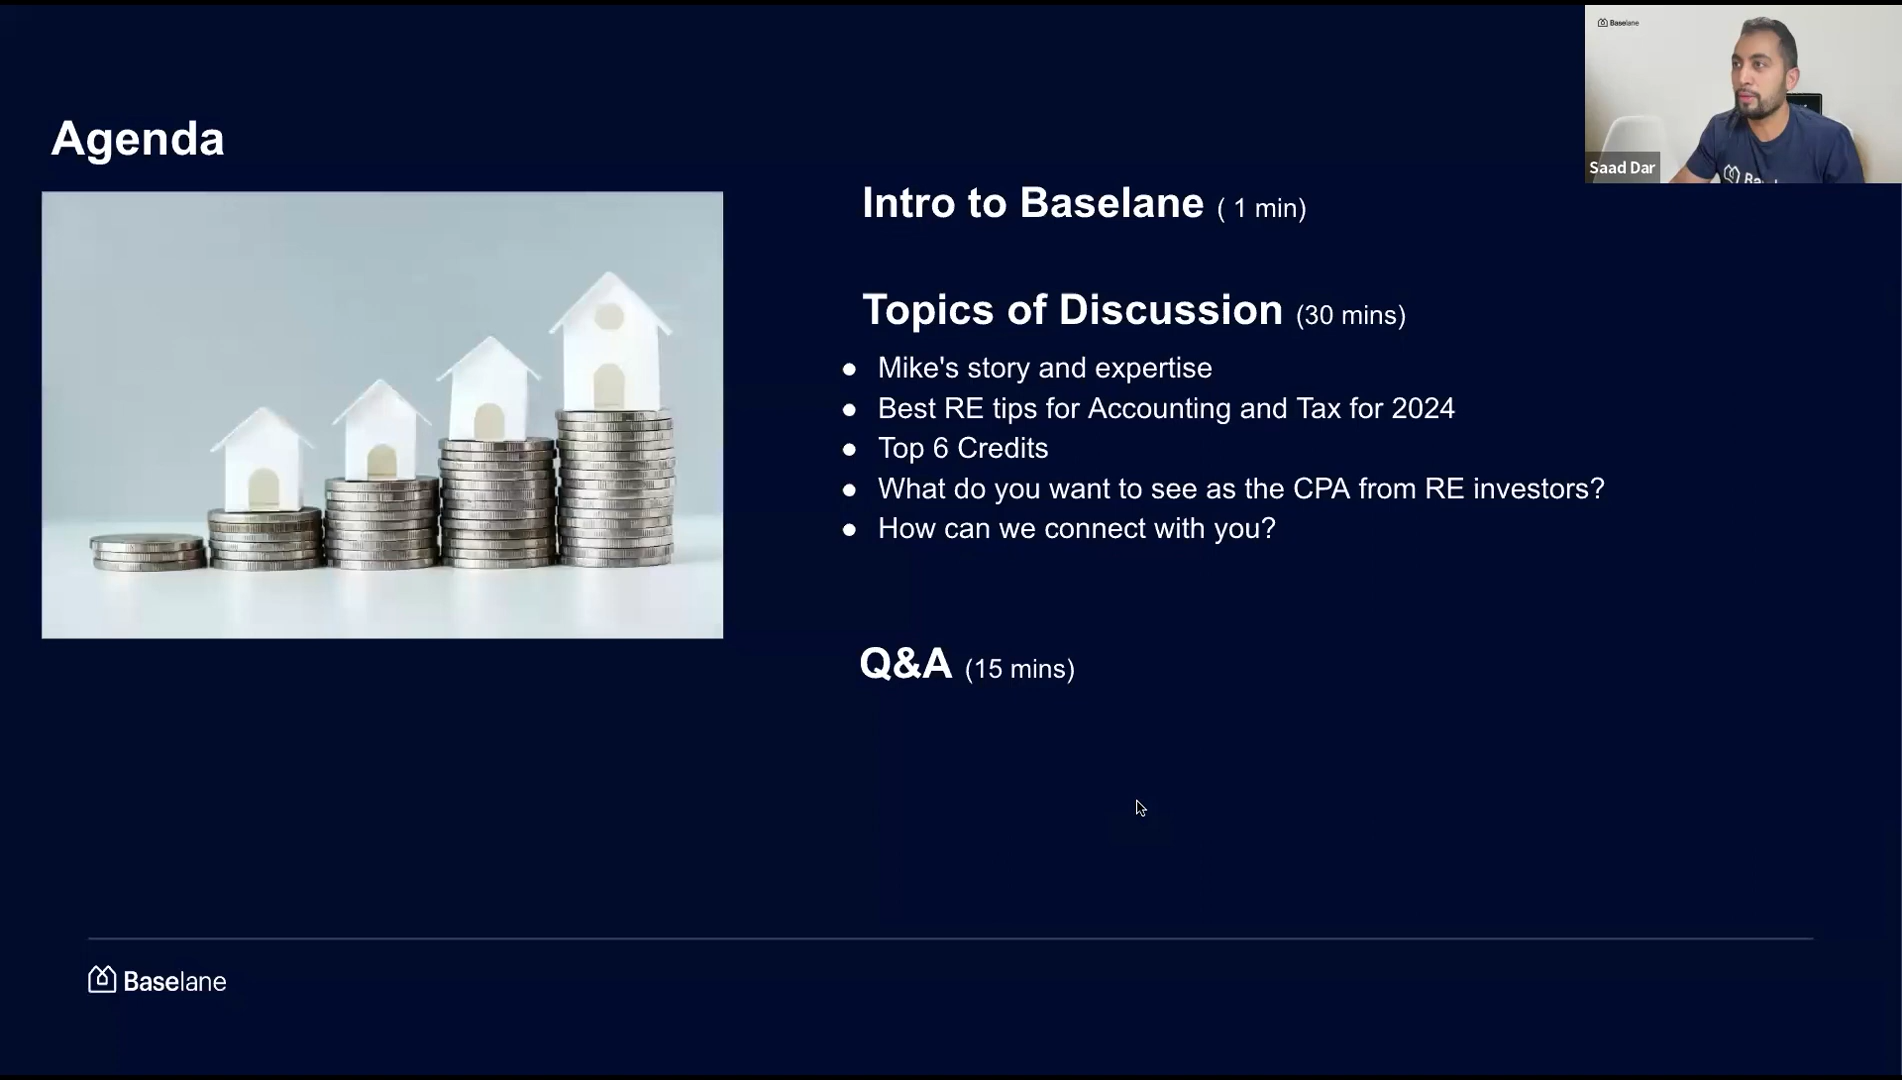 Baselane
Saad Dar
Agenda
Intro to Baselane ( 1 min)
Topics of Discussion (30 mins)
● Mike's story and expertise
● Best RE tips for Accounting and Tax for 2024
● Top 6 Credits
● What do you want to see as the CPA from RE investors?
● How can we connect with you?
Q&A (15 mins)
Baselane